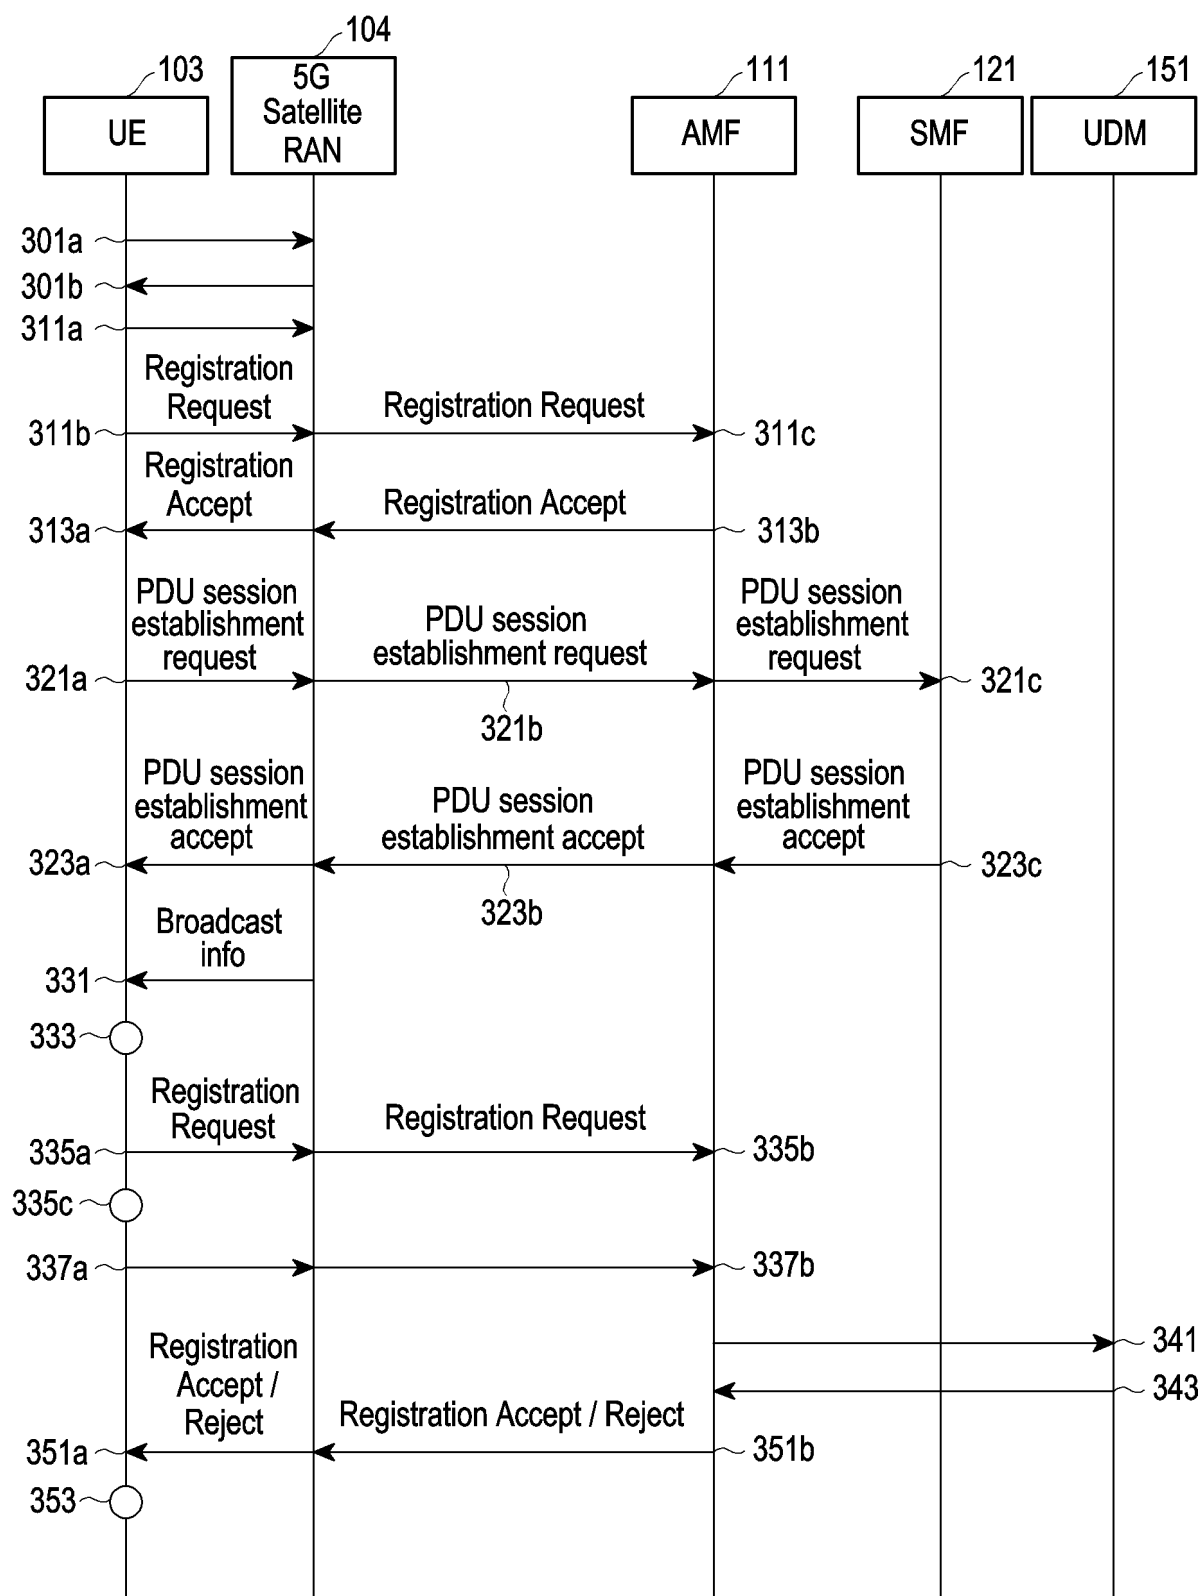 104
103
111
121
151
5G
Satellite
RAN
UE
AMF
SMF
UDM
301a
301b
311a
Registration
Request
Registration Request
311b
311c
Registration
Accept
Registration Accept
313a
313b
PDU session
establishment
request
PDU session
establishment request
PDU session
establishment
request
321a
321b
321c
PDU session
establishment
accept
PDU session
establishment accept
PDU session
establishment
accept
323a
323b
323c
Broadcast
info
331
333
Registration
Request
Registration Request
335a
335b
335c
337a
337b
341
343
Registration
Accept /
Reject
Registration Accept / Reject
351a
351b
353